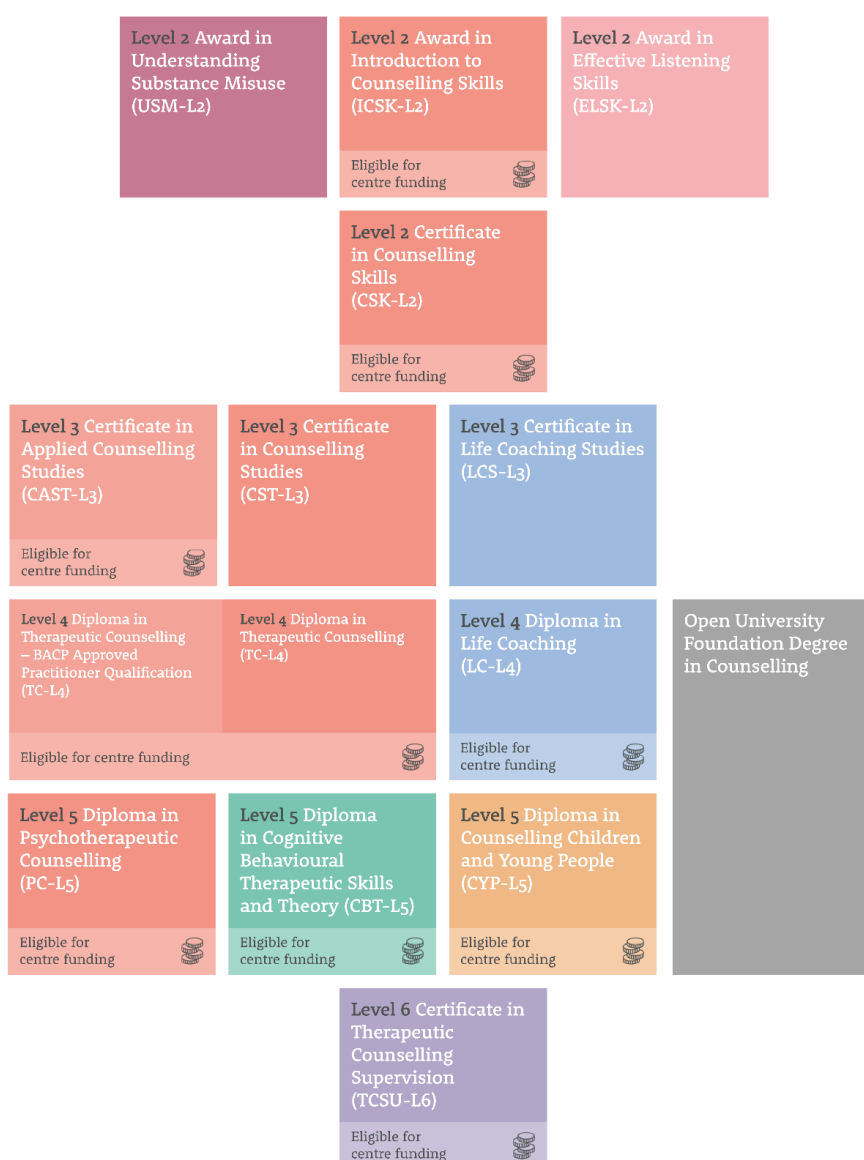 Level 2 Award in
Understanding
Substance Misuse
(USM-L2)
Level 2 Award in
Introduction to
Counselling Skills
(ICSK-L2)
Eligible for
centre funding
Level 2 Award in
Effective Listening
Skills
(ELSK-L2)
Level 2 Certificate
in Counselling
Skills
(CSK-L2)
Eligible for
centre funding
Level 3 Certificate in
Applied Counselling
Studies
(CAST-L3)
Eligible for
centre funding
Level 3 Certificate
in Counselling
Studies
(CST-L3)
Level 3 Certificate in
Life Coaching Studies
(LCS-L3)
Level 4 Diploma in
Therapeutic Counselling
– BACP Approved
Practitioner Qualification
(TC-L4)
Level 4 Diploma in
Therapeutic Counselling
(TC-L4)
Eligible for centre funding
Level 4 Diploma in
Life Coaching
(LC-L4)
Eligible for
centre funding
Open University
Foundation Degree
in Counselling
Level 5 Diploma in
Psychotherapeutic
Counselling
(PC-L5)
Eligible for
centre funding
Level 5 Diploma
in Cognitive
Behavioural
Therapeutic Skills
and Theory (CBT-L5)
Eligible for
centre funding
Level 5 Diploma in
Counselling Children
and Young People
(CYP-L5)
Eligible for
centre funding
Level 6 Certificate in
Therapeutic
Counselling
Supervision
(TCSU-L6)
Eligible for
centre funding